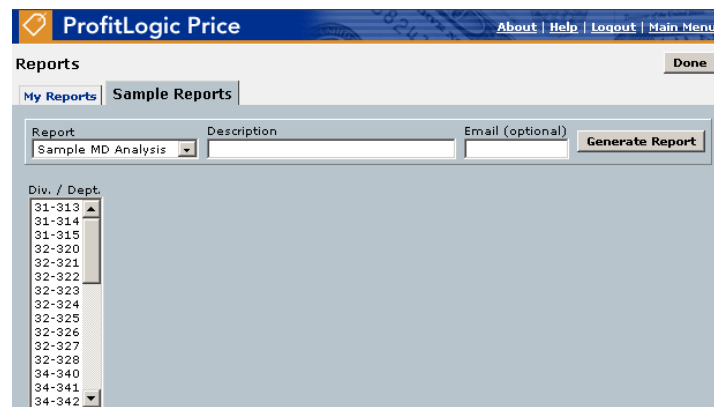 ProfitLogic Price
About | Help | Logout | Main Menu
Reports
Done
My Reports
Sample Reports
Report
Description
Email (optional)
Sample MD Analysis
Generate Report
Div. / Dept.
31-313
31-314
31-315
32-320
32-321
32-322
32-323
32-324
32-325
32-326
32-327
32-328
34-340
34-341
34-342